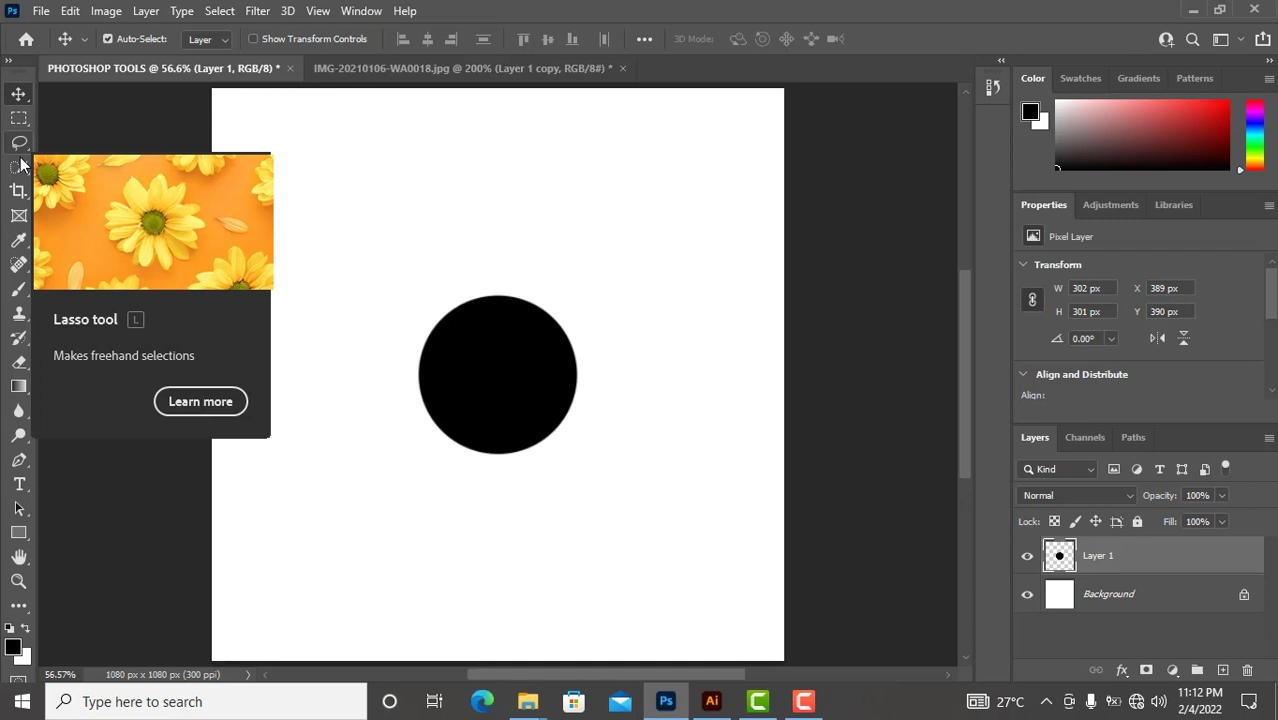 Ps File Edit Image Layer Type Select Filter 3D View Window Help
Auto-Select: Layer Show Transform Controls 3D Mode:
PHOTOSHOP TOOLS @ 56.6% (Layer 1, RGB/8) * IMG-20210106-WA0018.jpg @ 200% (Layer 1 copy, RGB/8#) *
Color Swatches Gradients Patterns
Lasso tool L
Makes freehand selections
Learn more
Properties Adjustments Libraries
Pixel Layer
Transform
W 302 px X 389 px
H 301 px Y 390 px
0.00°
Align and Distribute
Align:
Layers Channels Paths
Kind
Normal Opacity: 100%
Lock: Fill: 100%
Layer 1
Background
56.57% 1080 px x 1080 px (300 ppi)
Type here to search
Ps Ai
27°C
11:12 PM
2/4/2022